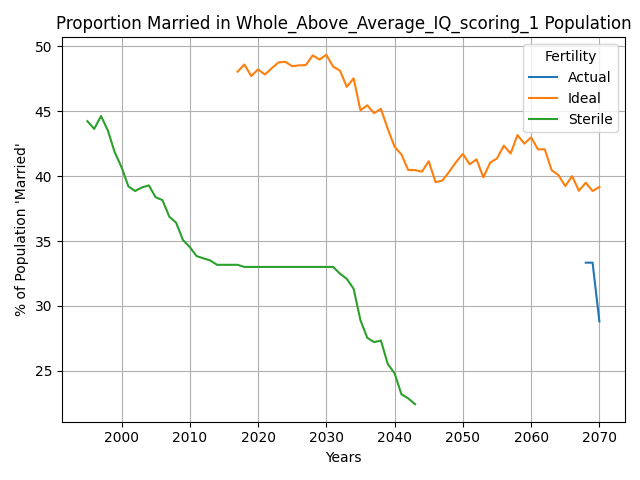 Proportion Married in Whole_Above_Average_IQ_scoring_1 Population
Fertility
Actual
Ideal
Sterile
% of Population 'Married'
50
45
40
35
30
25
2000 2010 2020 2030 2040 2050 2060 2070
Years